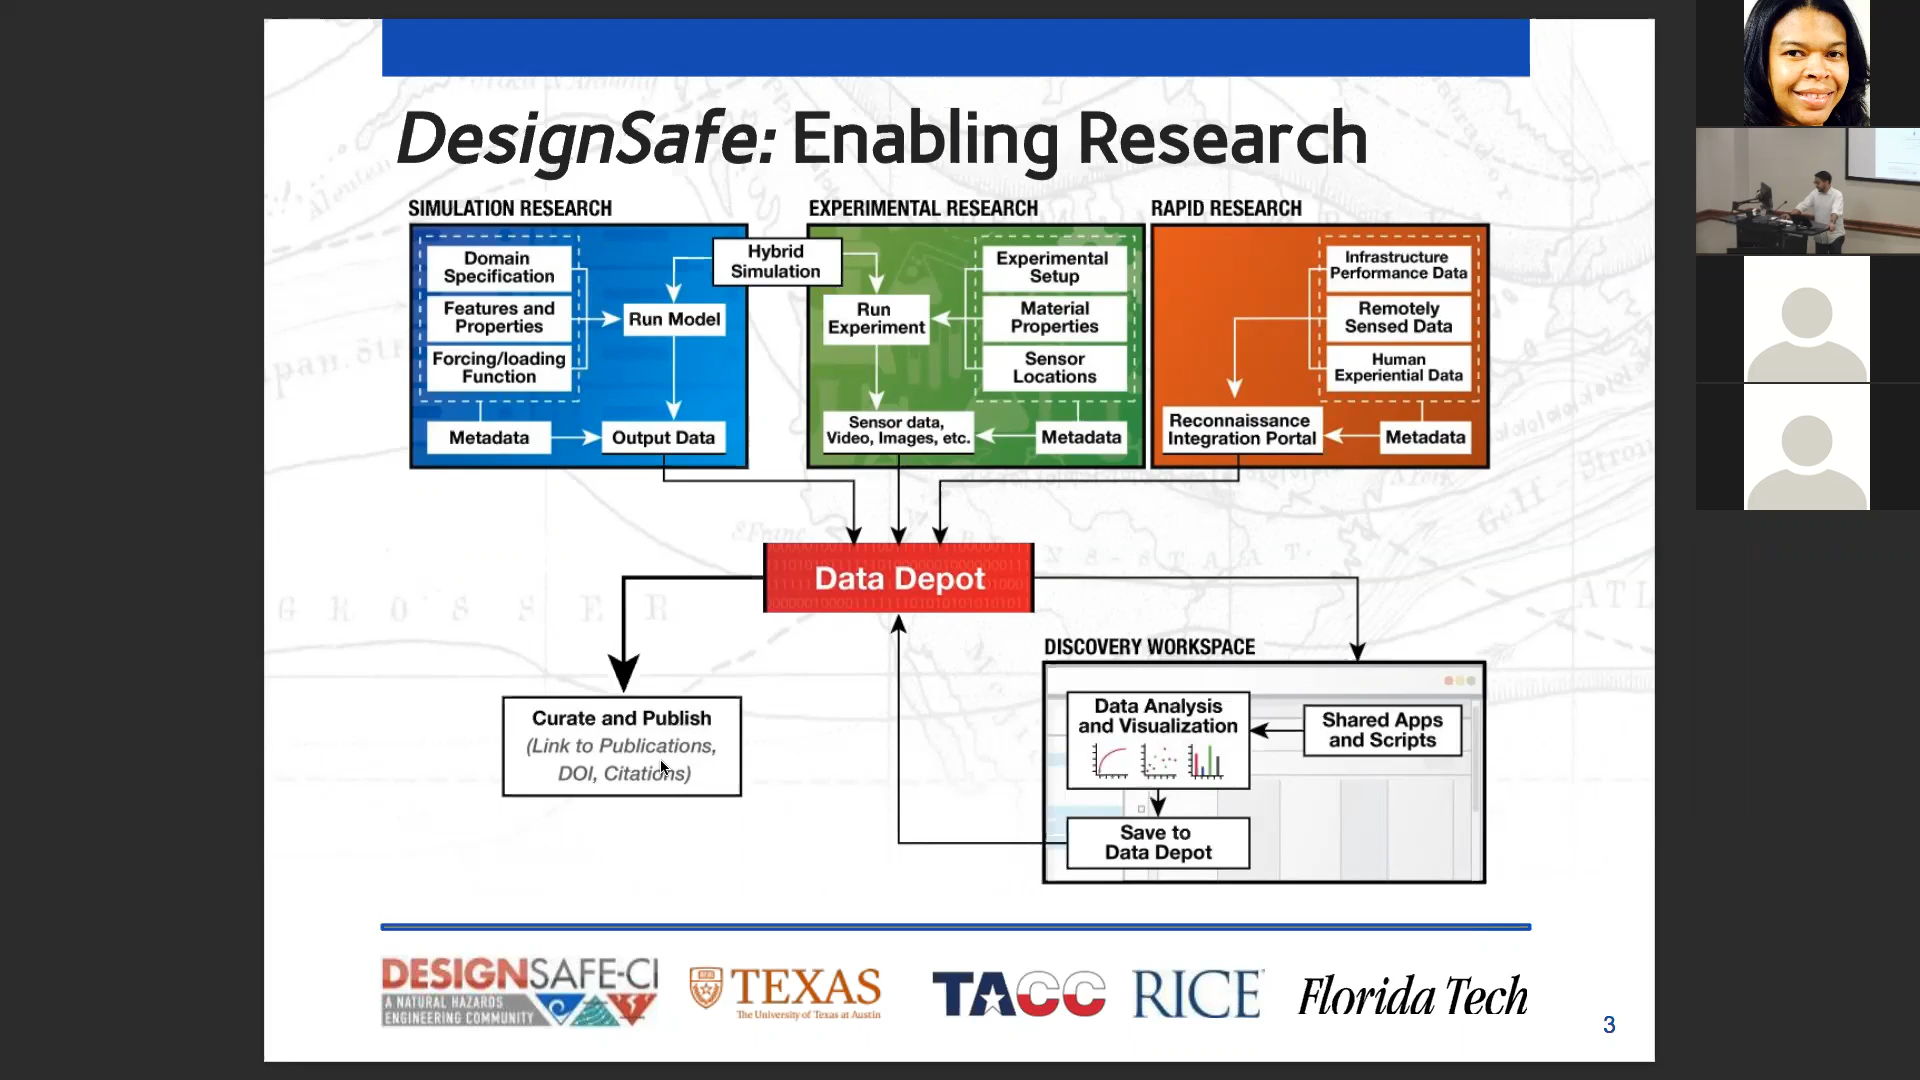 DesignSafe: Enabling Research
SIMULATION RESEARCH
Domain
Specification
Features and
Properties
Forcing/loading
Function
Metadata
Run Model
Output Data
Hybrid
Simulation
EXPERIMENTAL RESEARCH
Run
Experiment
Experimental
Setup
Material
Properties
Sensor
Locations
Sensor data,
Video, Images, etc.
Metadata
RAPID RESEARCH
Infrastructure
Performance Data
Remotely
Sensed Data
Human
Experiential Data
Reconnaissance
Integration Portal
Metadata
Data Depot
Curate and Publish
(Link to Publications,
DOI, Citations)
DISCOVERY WORKSPACE
Data Analysis
and Visualization
Shared Apps
and Scripts
Save to
Data Depot
DESIGNSAFE-CI
A NATURAL HAZARDS
ENGINEERING COMMUNITY
TEXAS
The University of Texas at Austin
TACC
RICE
Florida Tech
3